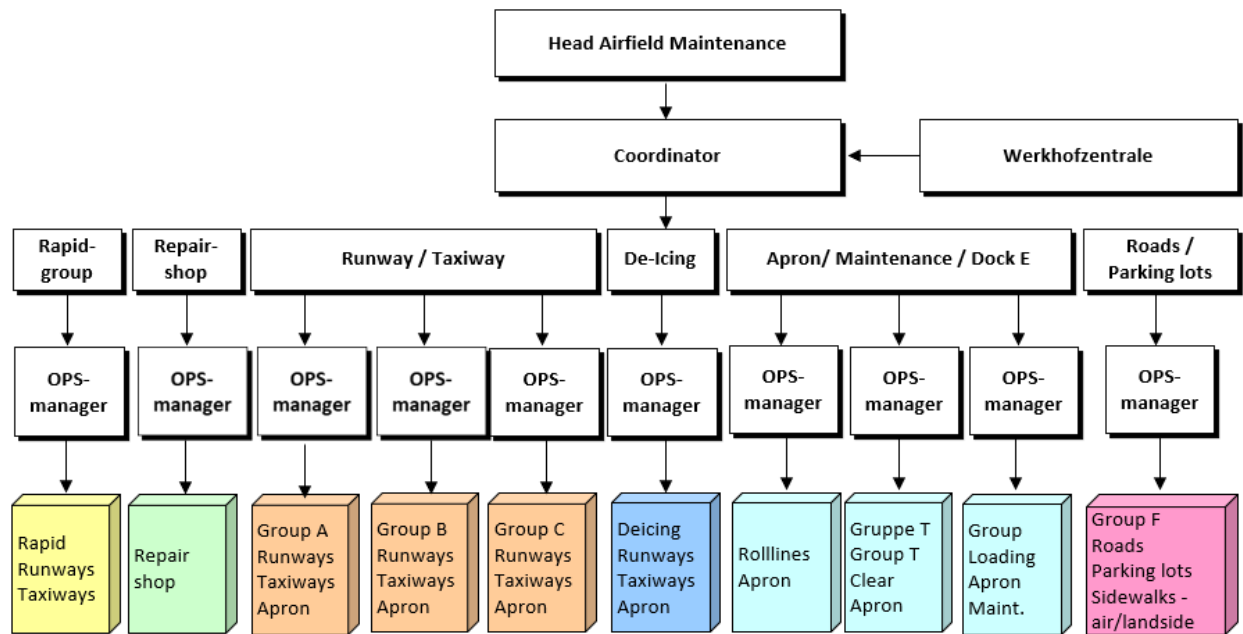 Head Airfield Maintenance
Coordinator
Werkhofzentrale
Rapid-
group
Repair-
shop
Runway / Taxiway
De-Icing
Apron/ Maintenance / Dock E
Roads /
Parking lots
OPS-
manager
OPS-
manager
OPS-
manager
OPS-
manager
OPS-
manager
OPS-
manager
OPS-
manager
OPS-
manager
OPS-
manager
OPS-
manager
Rapid
Runways
Taxiways
Repair
shop
Group A
Runways
Taxiways
Apron
Group B
Runways
Taxiways
Apron
Group C
Runways
Taxiways
Apron
Deicing
Runways
Taxiways
Apron
Rolllines
Apron
Gruppe T
Group T
Clear
Apron
Group
Loading
Apron
Maint.
Group F
Roads
Parking lots
Sidewalks -
air/landside